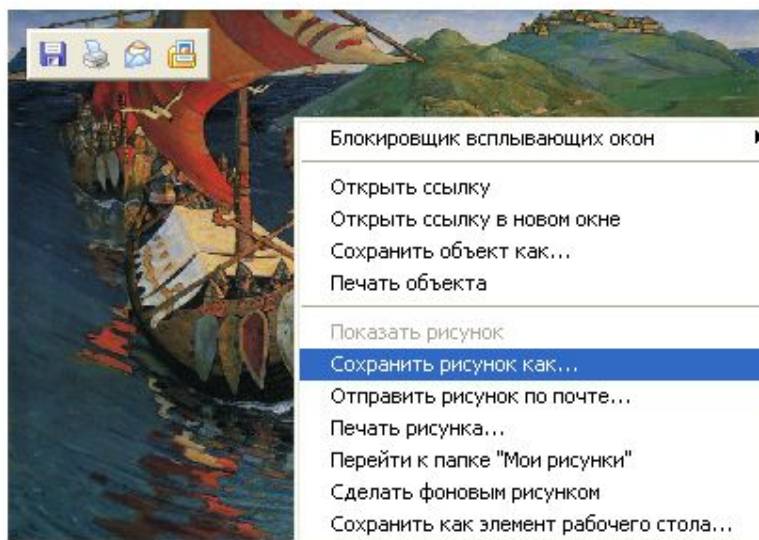 Блокировщик всплывающих окон
Открыть ссылку
Открыть ссылку в новом окне
Сохранить объект как...
Печать объекта
Показать рисунок
Сохранить рисунок как...
Отправить рисунок по почте...
Печать рисунка...
Перейти к папке "Мои рисунки"
Сделать фоновым рисунком
Сохранить как элемент рабочего стола...